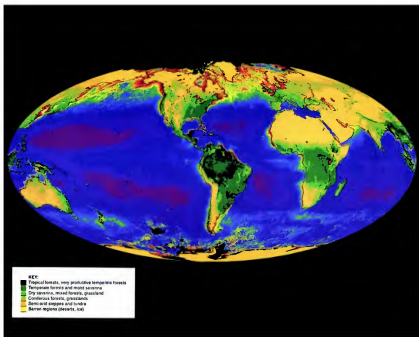 KEY:
Tropical forests, very productive temperate forests
Temperate forests and moist savanna
Dry savanna, mixed forests, grassland
Coniferous forests, grasslands
Semi-arid steppes and tundra
Barren regions (deserts, ice)